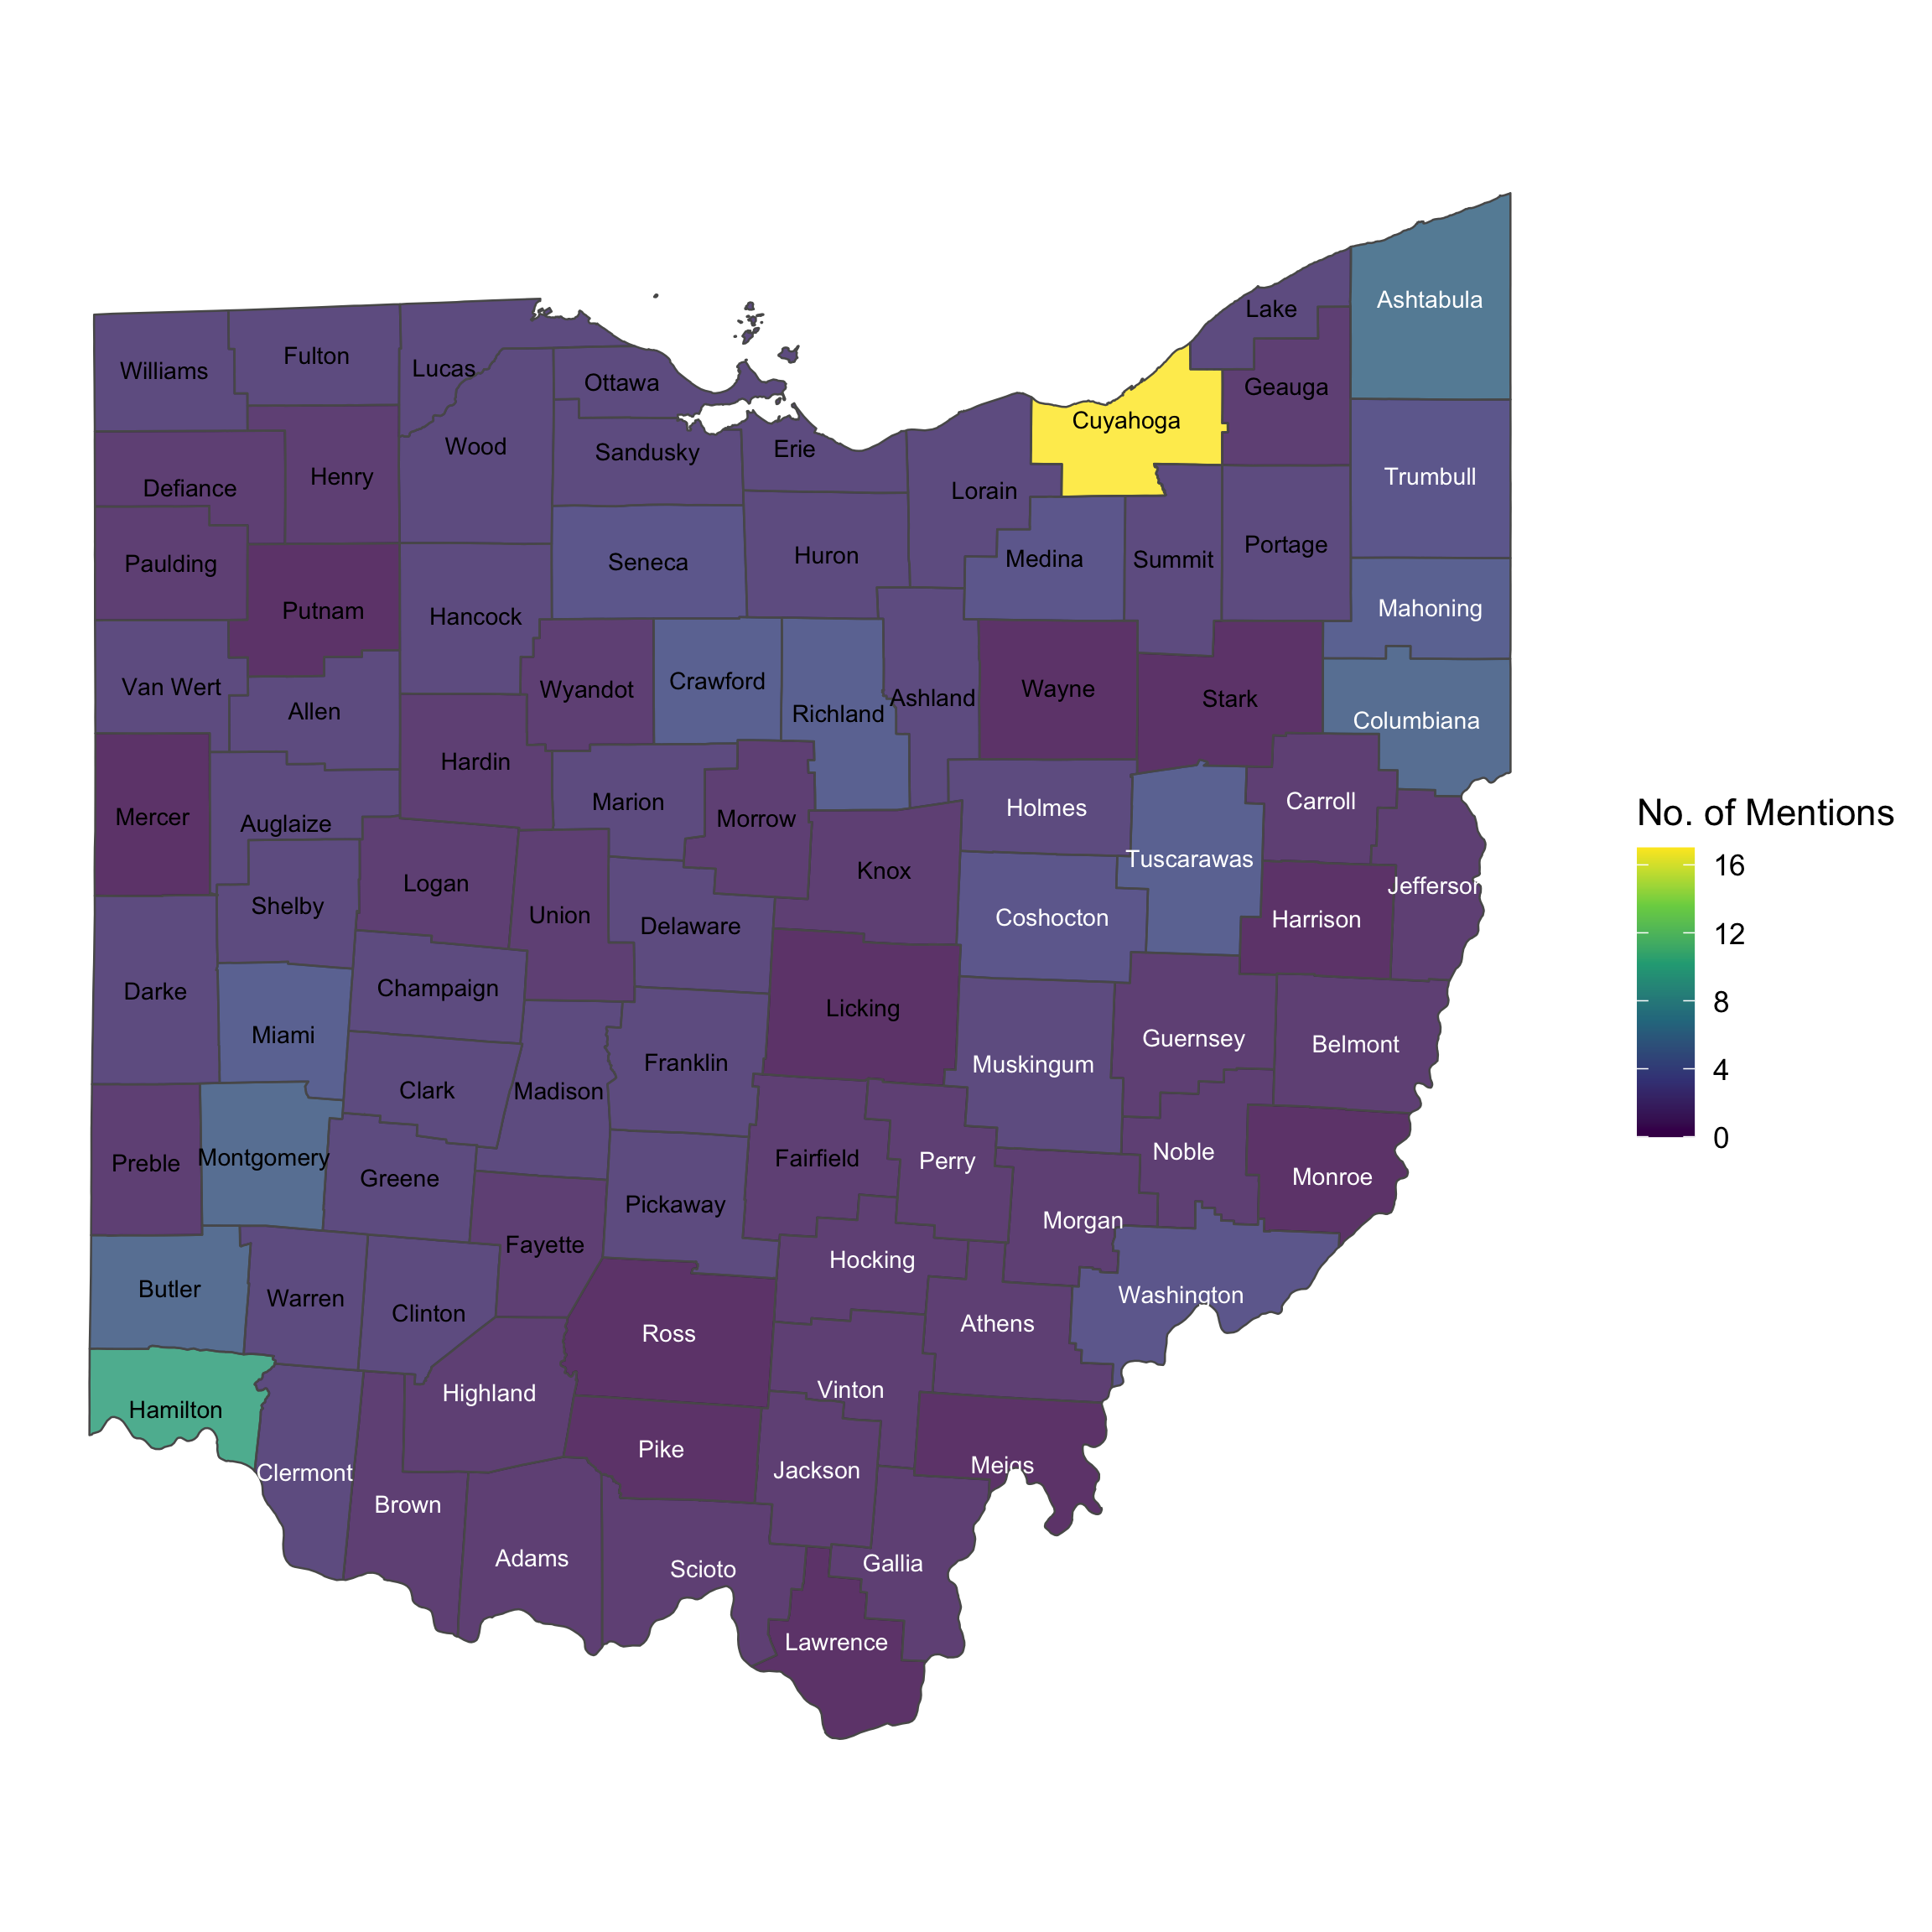 Ashtabula
Lake
Fulton
Williams
Lucas
Ottawa
Geauga
Cuyahoga
Wood
Sandusky
Erie
Henry
Trumbull
Defiance
Lorain
Portage
Huron
Medina
Summit
Paulding
Seneca
Mahoning
Putnam
Hancock
Crawford
Van Wert
Wyandot
Wayne
Ashland
Stark
Allen
Richland
Columbiana
Hardin
Marion
Carroll
Holmes
Mercer
Morrow
Auglaize
Tuscarawas
Knox
Logan
Jefferson
Shelby
Union
Coshocton
Harrison
Delaware
Champaign
Darke
Licking
Miami
Guernsey
Belmont
Franklin
Muskingum
Clark
Madison
Noble
Montgomery
Fairfield
Perry
Preble
Monroe
Greene
Pickaway
Morgan
Fayette
Hocking
Butler
Washington
Warren
Clinton
Athens
Ross
Vinton
Highland
Hamilton
Pike
Meigs
Jackson
Clermont
Brown
Adams
Gallia
Scioto
Lawrence
No. of Mentions
16
12
8
4
0